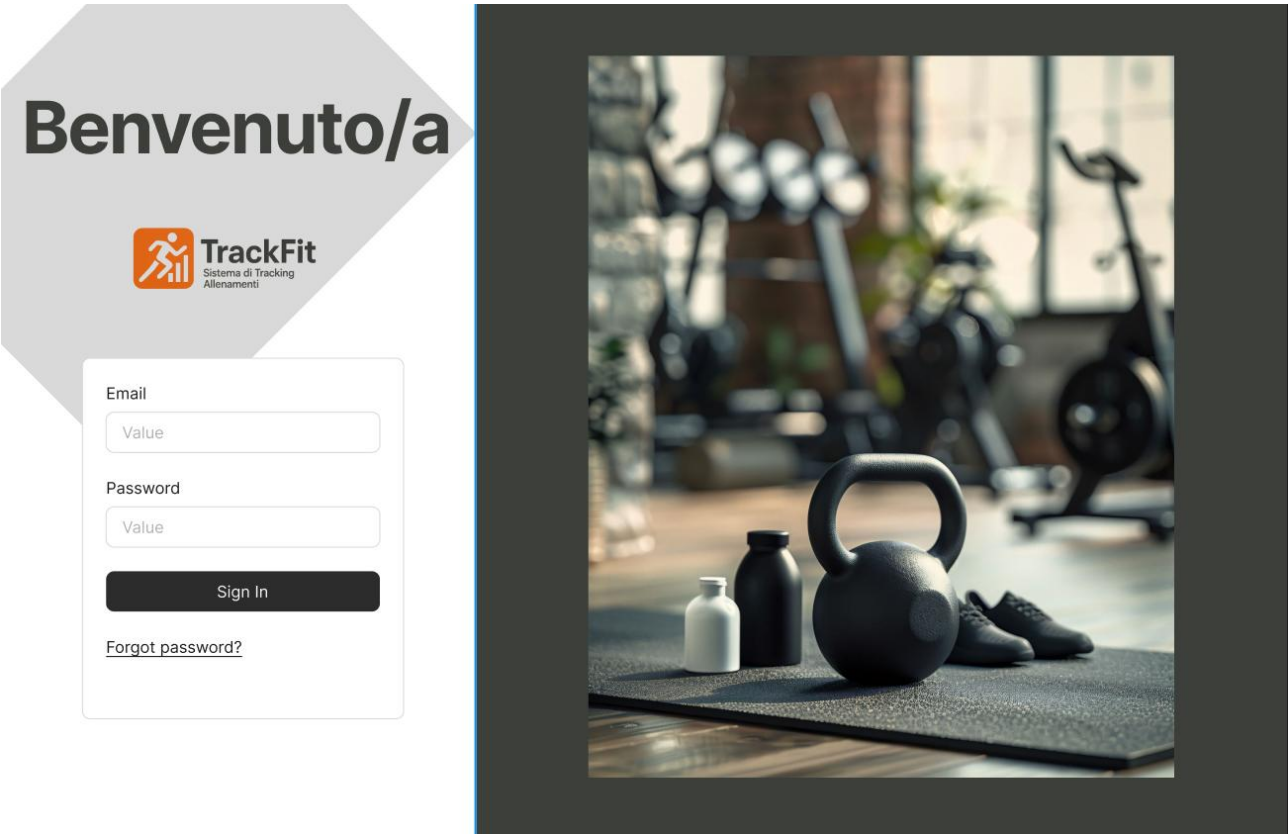 Benvenuto/a
TrackFit
Sistema di Tracking
Allenamenti
Email
Value
Password
Value
Sign In
Forgot password?